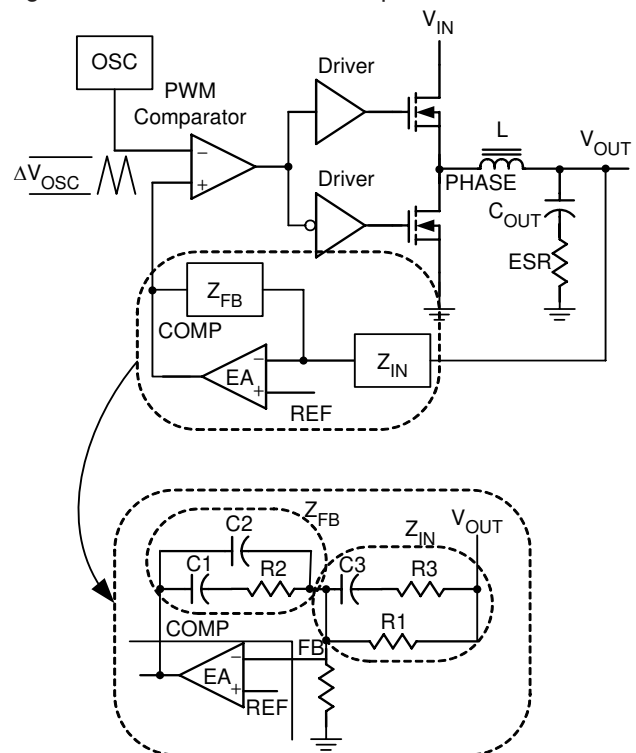 V_IN
OSC
Driver
PWM
Comparator
L
V_OUT
−
+
ΔV_OSC
Driver
PHASE
C_OUT
ESR
Z_FB
COMP
−
EA
+
Z_IN
REF
Z_FB
V_OUT
C2
Z_IN
C1
R2
C3
R3
R1
COMP
FB
−
EA
+
REF